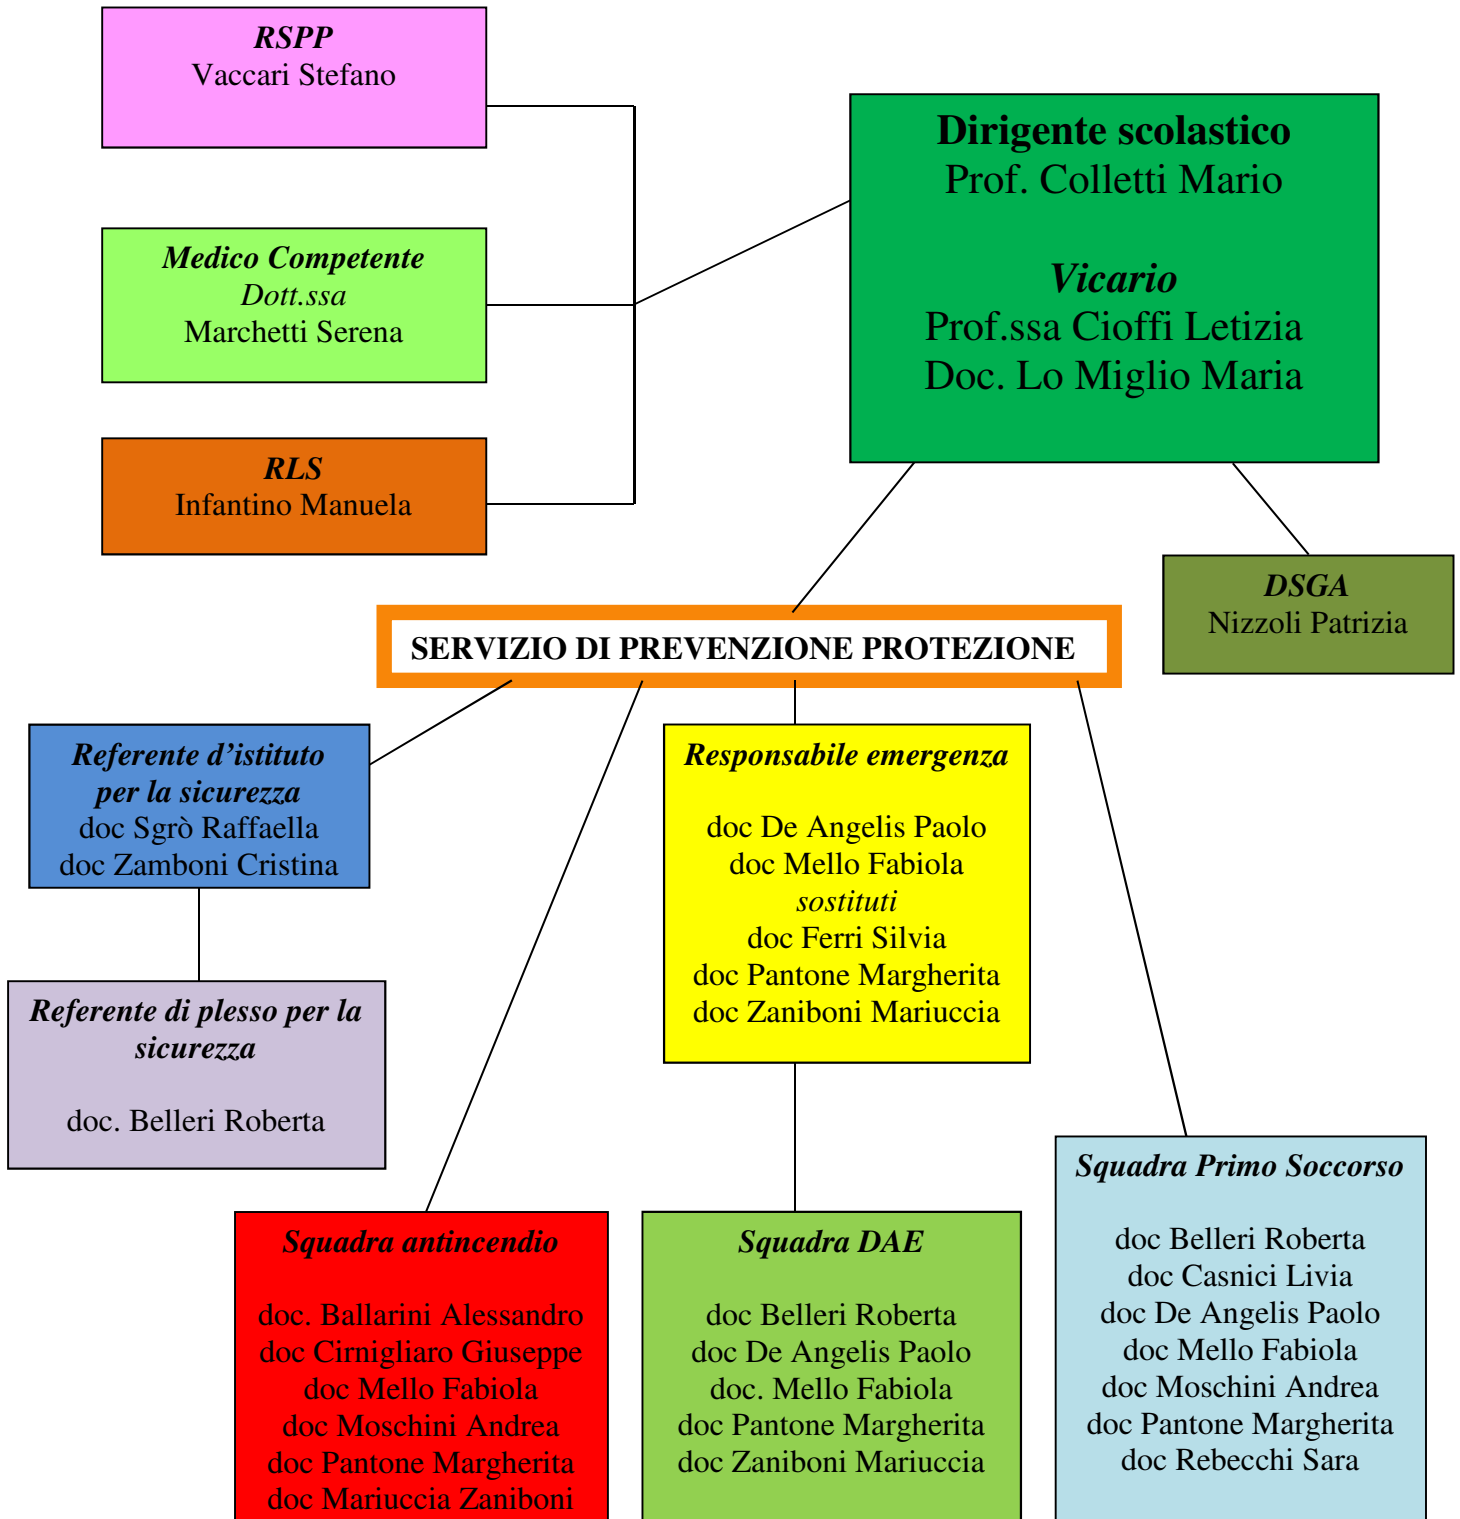 RSPP
Vaccari Stefano
Dirigente scolastico
Prof. Colletti Mario
Vicario
Prof.ssa Cioffi Letizia
Doc. Lo Miglio Maria
Medico Competente
Dott.ssa
Marchetti Serena
RLS
Infantino Manuela
DSGA
Nizzoli Patrizia
SERVIZIO DI PREVENZIONE PROTEZIONE
Referente d’istituto
per la sicurezza
doc Sgrò Raffaella
doc Zamboni Cristina
Responsabile emergenza
doc De Angelis Paolo
doc Mello Fabiola
sostituti
doc Ferri Silvia
doc Pantone Margherita
doc Zaniboni Mariuccia
Referente di plesso per la
sicurezza
doc. Belleri Roberta
Squadra antincendio
doc. Ballarini Alessandro
doc Cirnigliaro Giuseppe
doc Mello Fabiola
doc Moschini Andrea
doc Pantone Margherita
doc Mariuccia Zaniboni
Squadra DAE
doc Belleri Roberta
doc De Angelis Paolo
doc. Mello Fabiola
doc Pantone Margherita
doc Zaniboni Mariuccia
Squadra Primo Soccorso
doc Belleri Roberta
doc Casnici Livia
doc De Angelis Paolo
doc Mello Fabiola
doc Moschini Andrea
doc Pantone Margherita
doc Rebecchi Sara